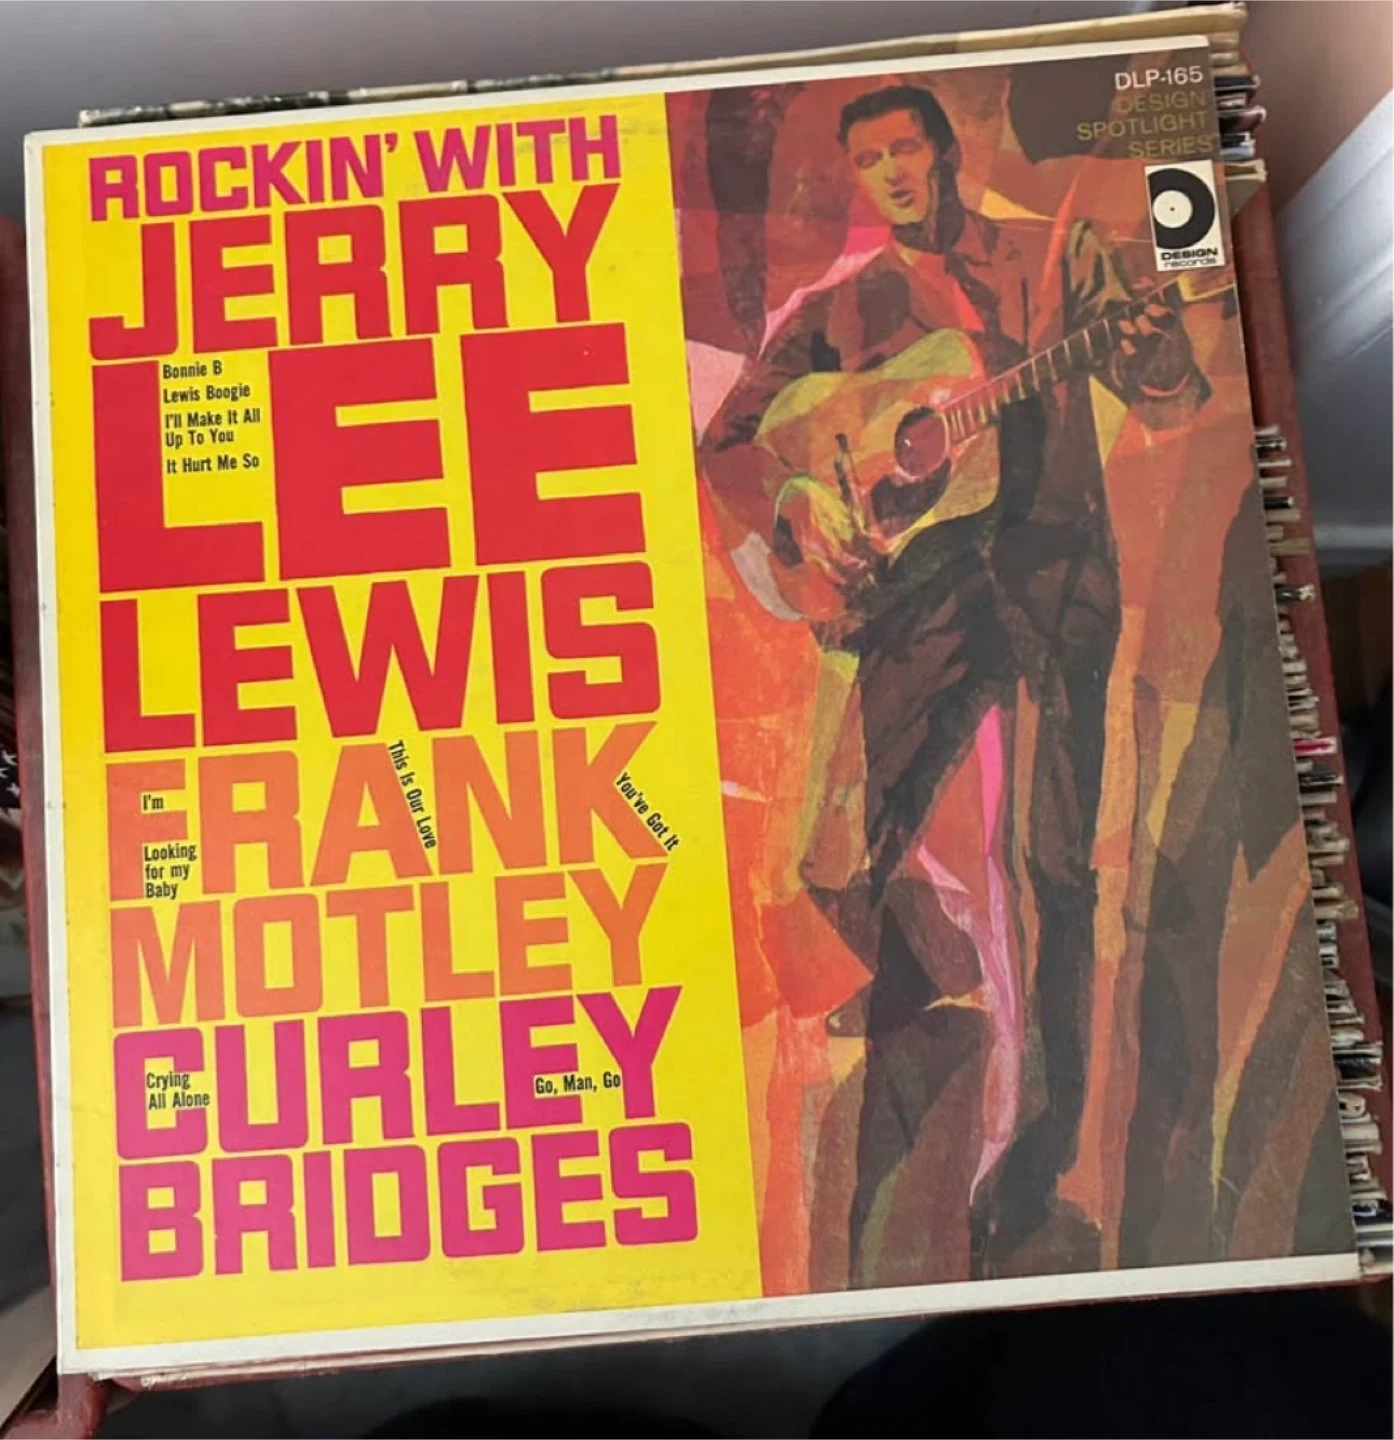 ROCKIN' WITH
JERRY
LEE
Bonnie B
Lewis Boogie
I'll Make It All
Up To You
It Hurt Me So
LEWIS
FRANK
I'm
Looking
for my
Baby
This Is Our Love
You've Got It
MOTLEY
CURLEY
Crying
All Alone
Go, Man, Go
BRIDGES
DLP-165
DESIGN
SPOTLIGHT
SERIES
DESIGN
records